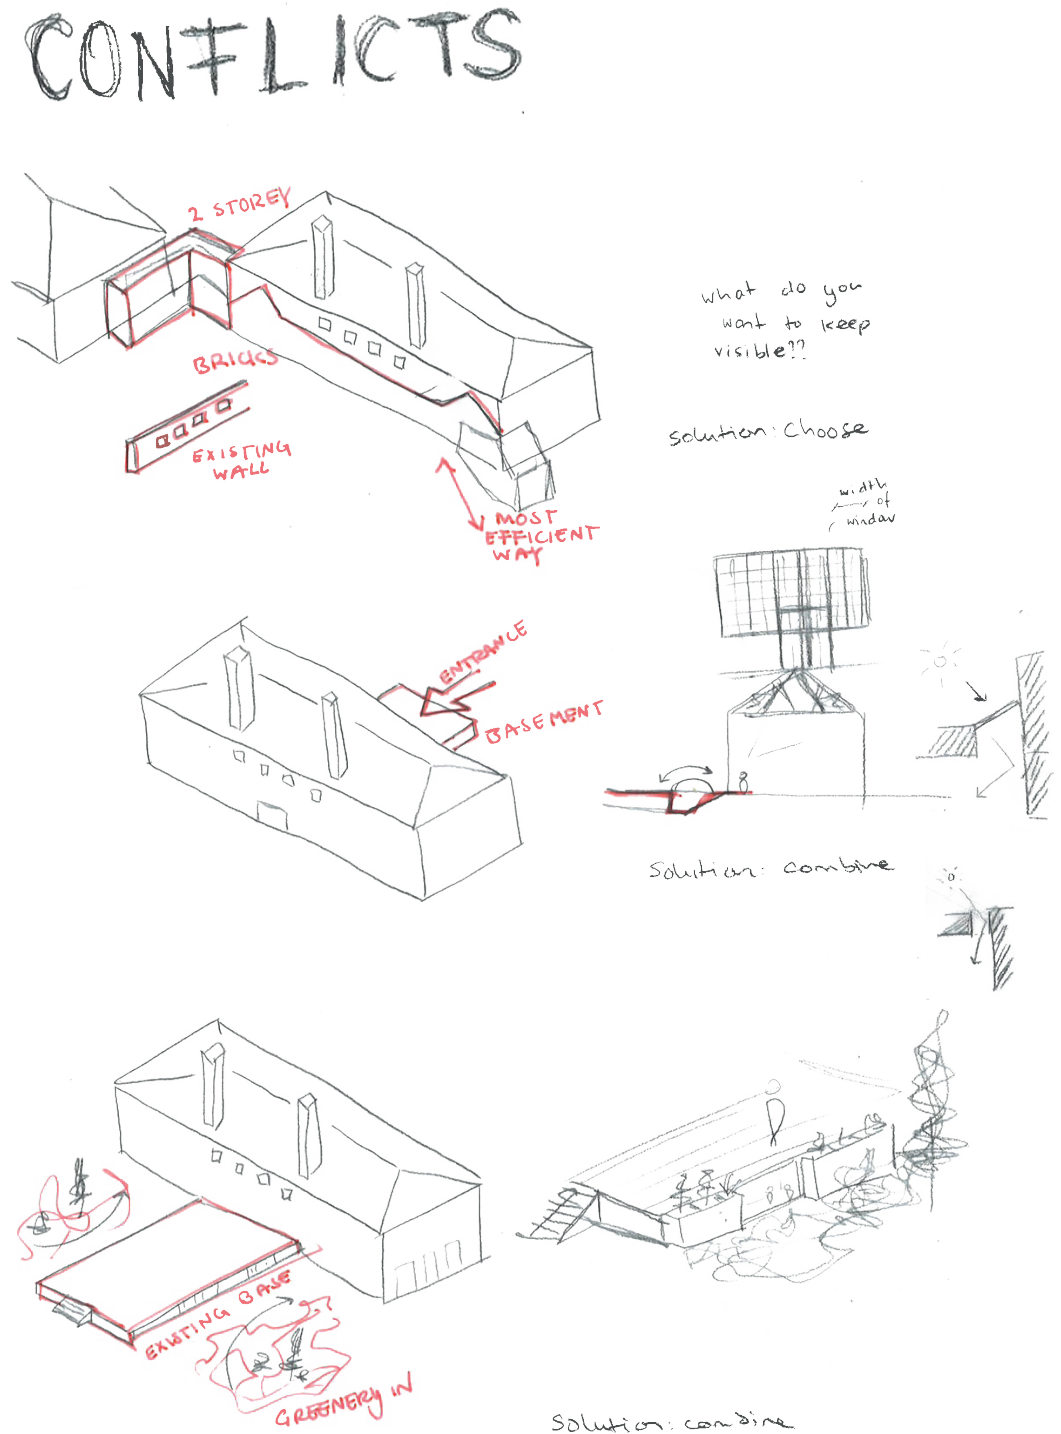 CONFLICTS
2 STOREY
BRICKS
EXISTING
WALL
MOST
EFFICIENT
WAY
what do you
want to keep
visible??
solution: choose
width
of
window
ENTRANCE
BASEMENT
solution: combine
EXISTING BASE
GREENERY IN
solution: combine